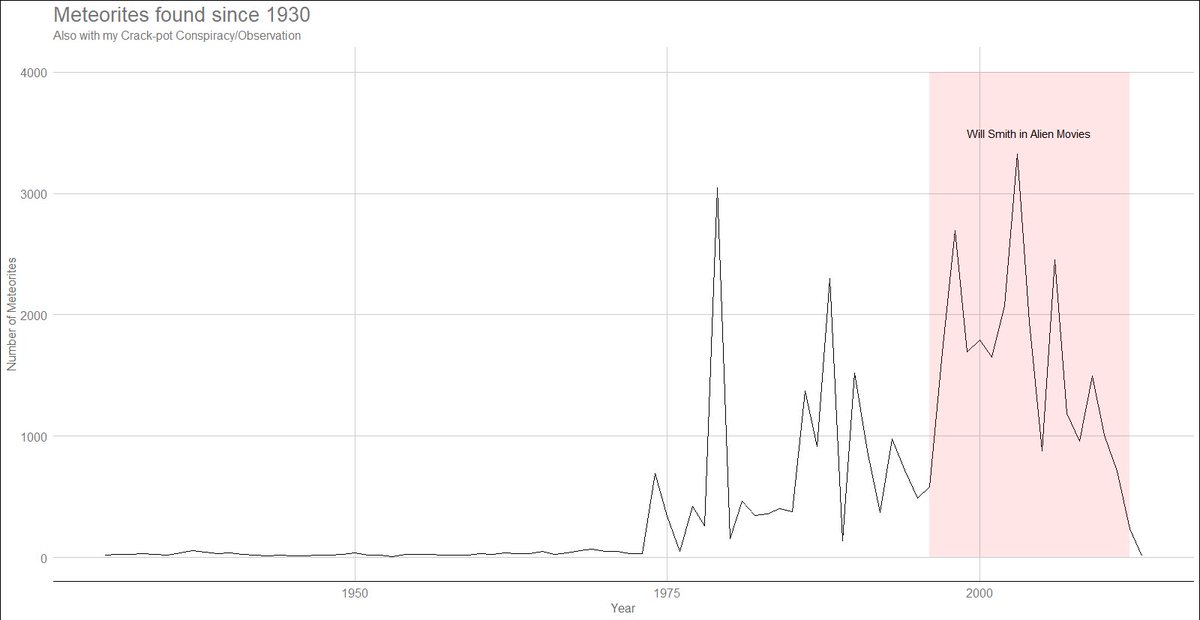 Meteorites found since 1930
Also with my Crack-pot Conspiracy/Observation
4000
Will Smith in Alien Movies
3000
2000
1000
0
Number of Meteorites
1950
1975
2000
Year